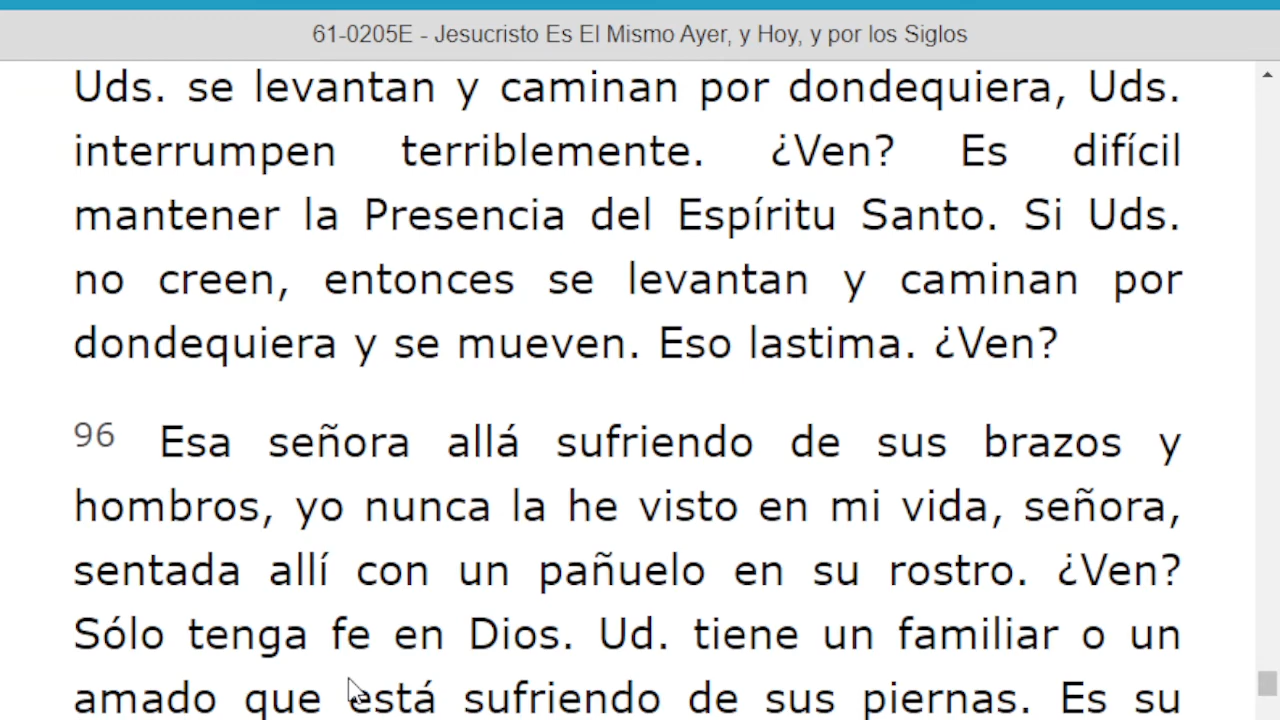 61-0205E - Jesucristo Es El Mismo Ayer, y Hoy, y por los Siglos
Uds. se levantan y caminan por dondequiera, Uds.
interrumpen terriblemente. ¿Ven? Es difícil
mantener la Presencia del Espíritu Santo. Si Uds.
no creen, entonces se levantan y caminan por
dondequiera y se mueven. Eso lastima. ¿Ven?
96 Esa señora allá sufriendo de sus brazos y
hombros, yo nunca la he visto en mi vida, señora,
sentada allí con un pañuelo en su rostro. ¿Ven?
Sólo tenga fe en Dios. Ud. tiene un familiar o un
amado que está sufriendo de sus piernas. Es su